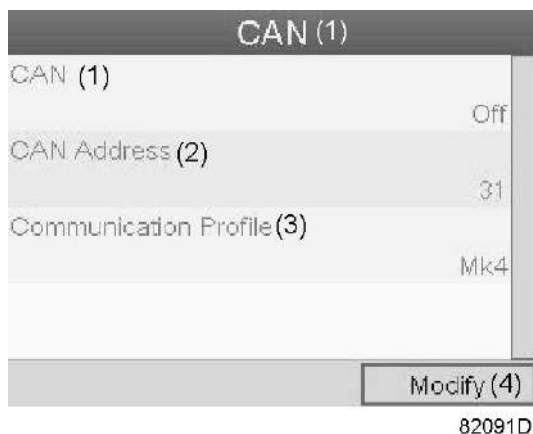 CAN (1)
CAN (1)
Off
CAN Address (2)
31
Communication Profile (3)
Mk4
Modify (4)
82091D